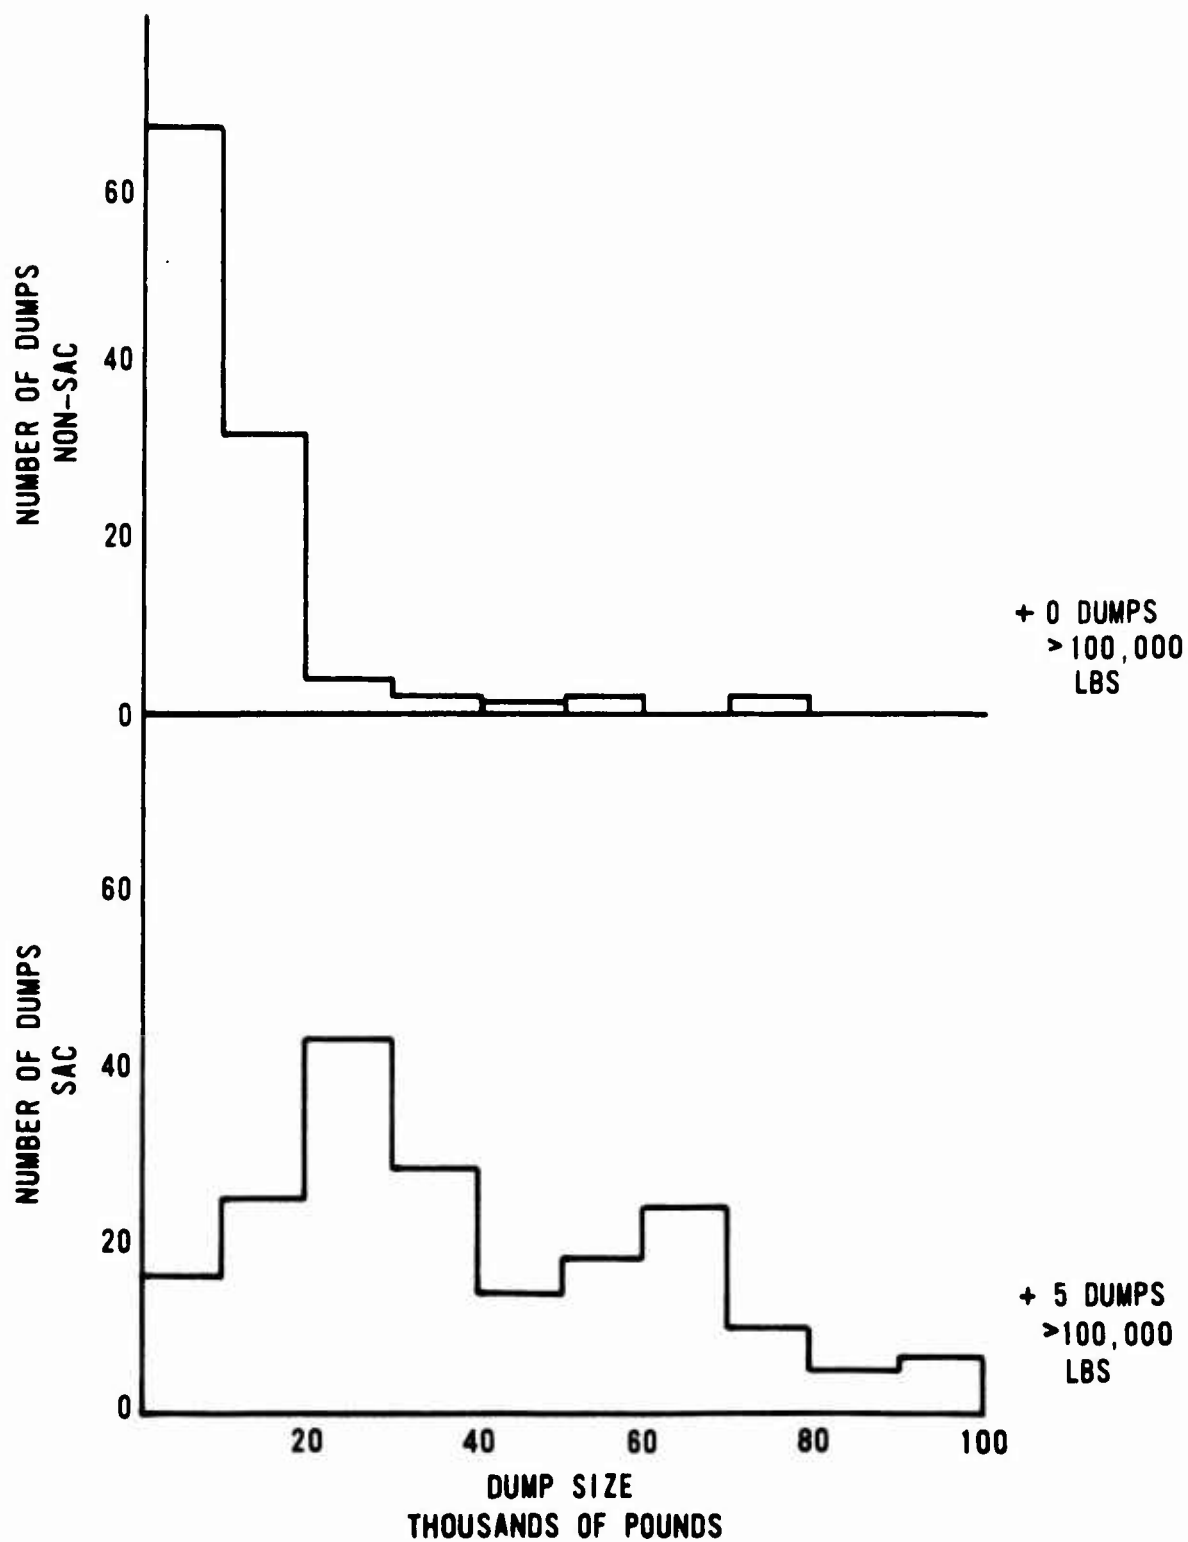 60
40
20
0
NUMBER OF DUMPS
NON-SAC
+ 0 DUMPS
>100,000
LBS
60
40
20
0
NUMBER OF DUMPS
SAC
+ 5 DUMPS
>100,000
LBS
20 40 60 80 100
DUMP SIZE
THOUSANDS OF POUNDS